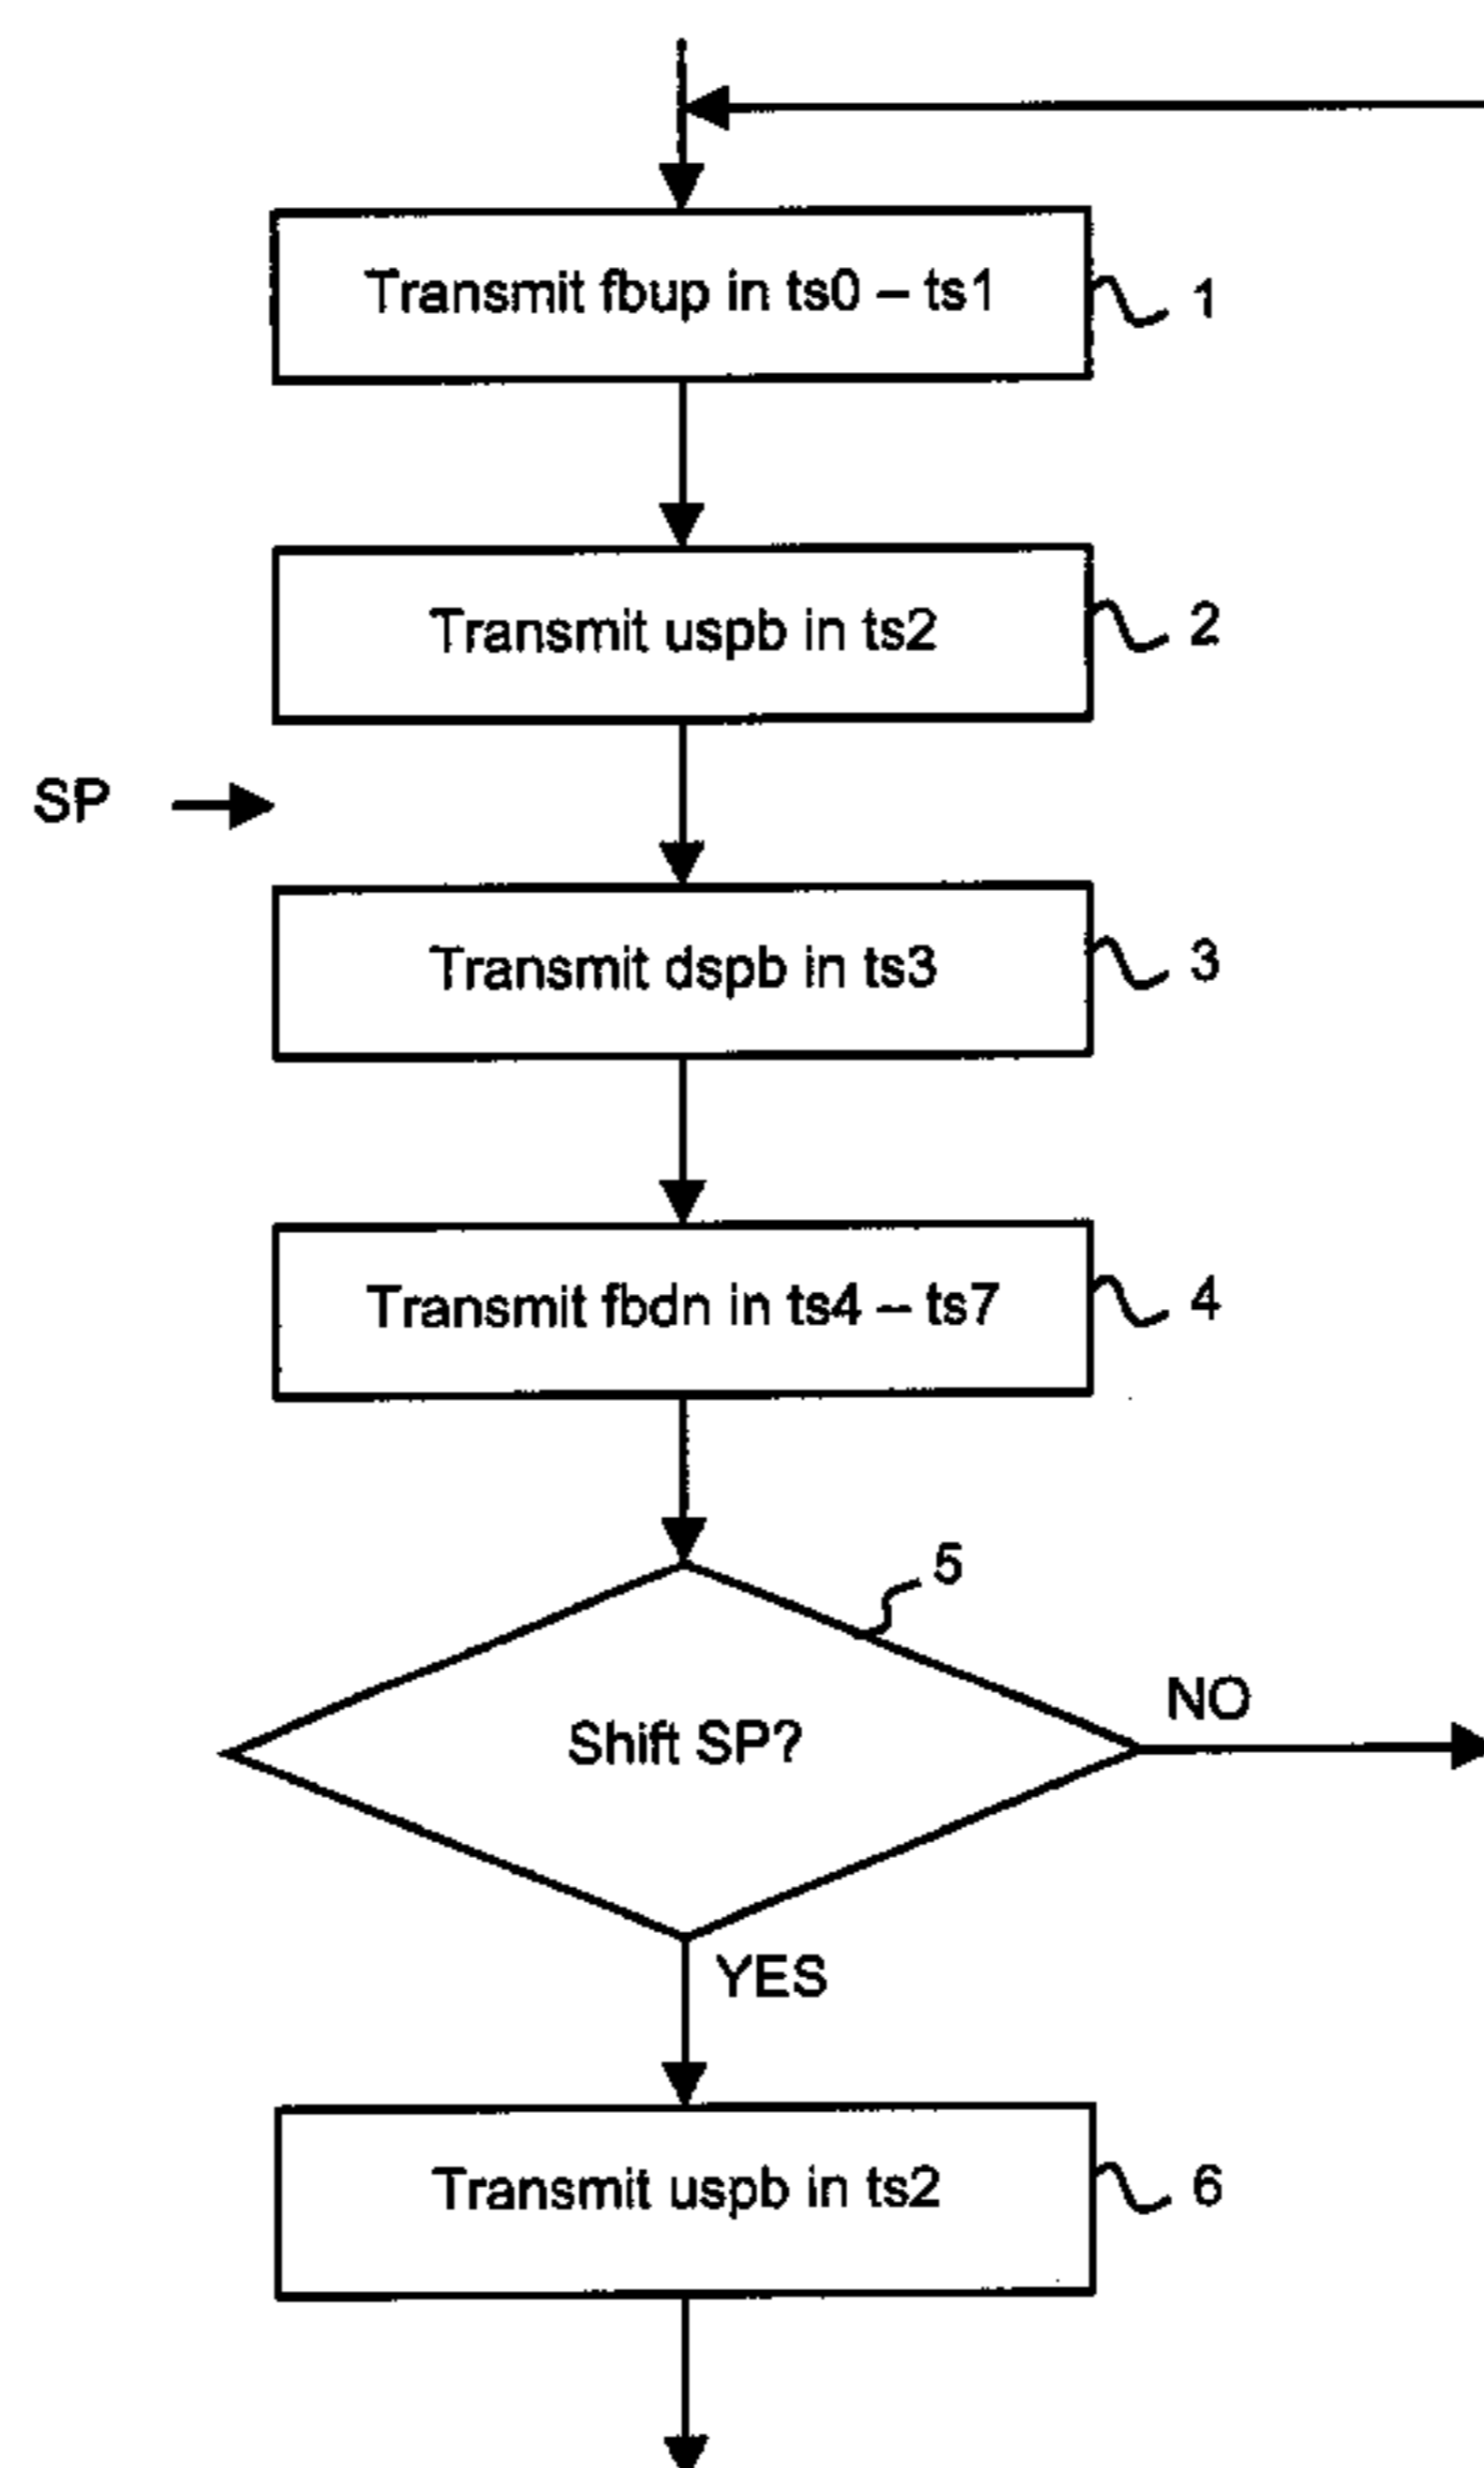 Transmit fbup in ts0 – ts1
1
Transmit uspb in ts2
2
SP
Transmit dspb in ts3
3
Transmit fbdn in ts4 – ts7
4
5
Shift SP?
NO
YES
Transmit uspb in ts2
6